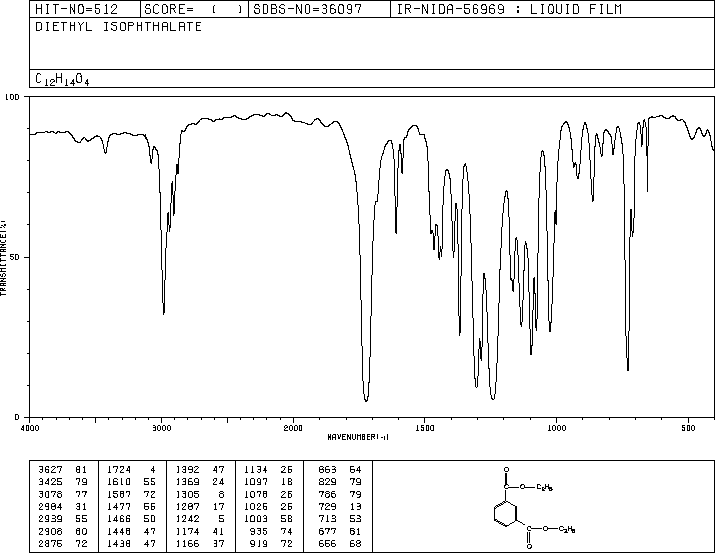 HIT-NO=512 SCORE= ( ) SDBS-NO=36097 IR-NIDA-56969 : LIQUID FILM
DIETHYL ISOPHTHALATE
C12H14O4
100
50
0
TRANSMITTANCE(%)
4000 3000 2000 1500 1000 500
WAVENUMBER(-1)
3627 81 1724 4 1392 47 1134 26 863 64
3425 79 1610 55 1369 24 1097 18 829 79
3078 77 1587 72 1305 8 1078 26 786 79
2984 31 1477 56 1287 17 1026 26 729 13
2939 55 1466 50 1242 5 1003 58 713 53
2908 60 1448 47 1174 41 935 74 677 81
2876 72 1438 47 1166 37 919 72 656 68
O
C—O—C2H5
C—O—C2H5
O